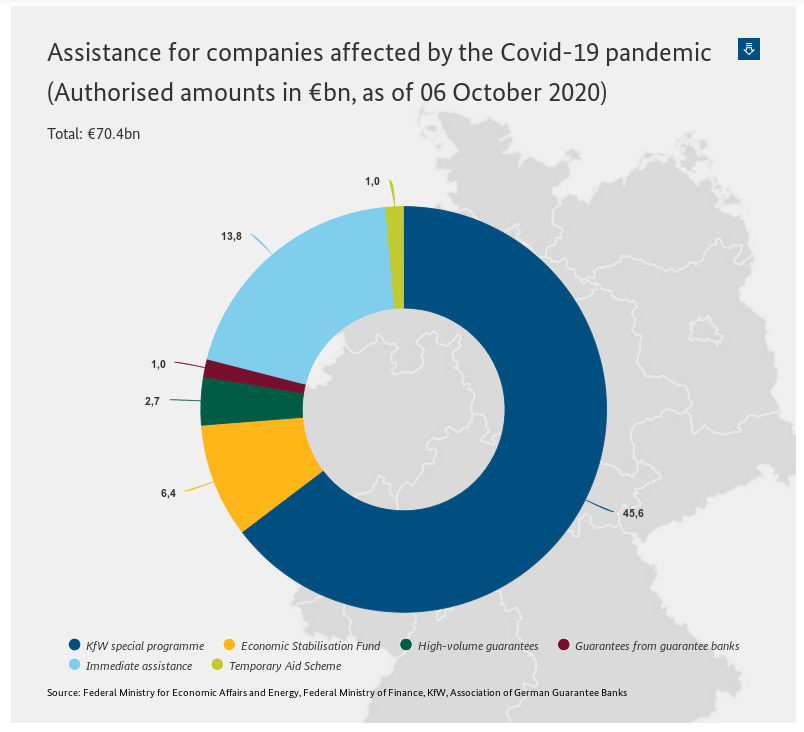 Assistance for companies affected by the Covid-19 pandemic
(Authorised amounts in €bn, as of 06 October 2020)
Total: €70.4bn
1,0
13,8
1,0
2,7
6,4
45,6
KfW special programme Economic Stabilisation Fund High-volume guarantees Guarantees from guarantee banks
Immediate assistance Temporary Aid Scheme
Source: Federal Ministry for Economic Affairs and Energy, Federal Ministry of Finance, KfW, Association of German Guarantee Banks